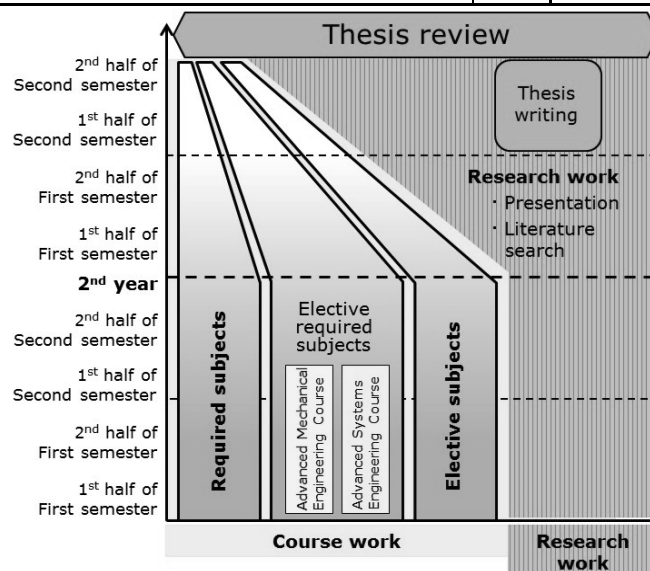 Thesis review
2nd half of
Second semester
1st half of
Second semester
2nd half of
First semester
1st half of
First semester
2nd year
2nd half of
Second semester
1st half of
Second semester
2nd half of
First semester
1st half of
First semester
Thesis
writing
Research work
・Presentation
・Literature
search
Required subjects
Elective
required
subjects
Advanced Mechanical
Engineering Course
Advanced Systems
Engineering Course
Elective subjects
Course work
Research
work